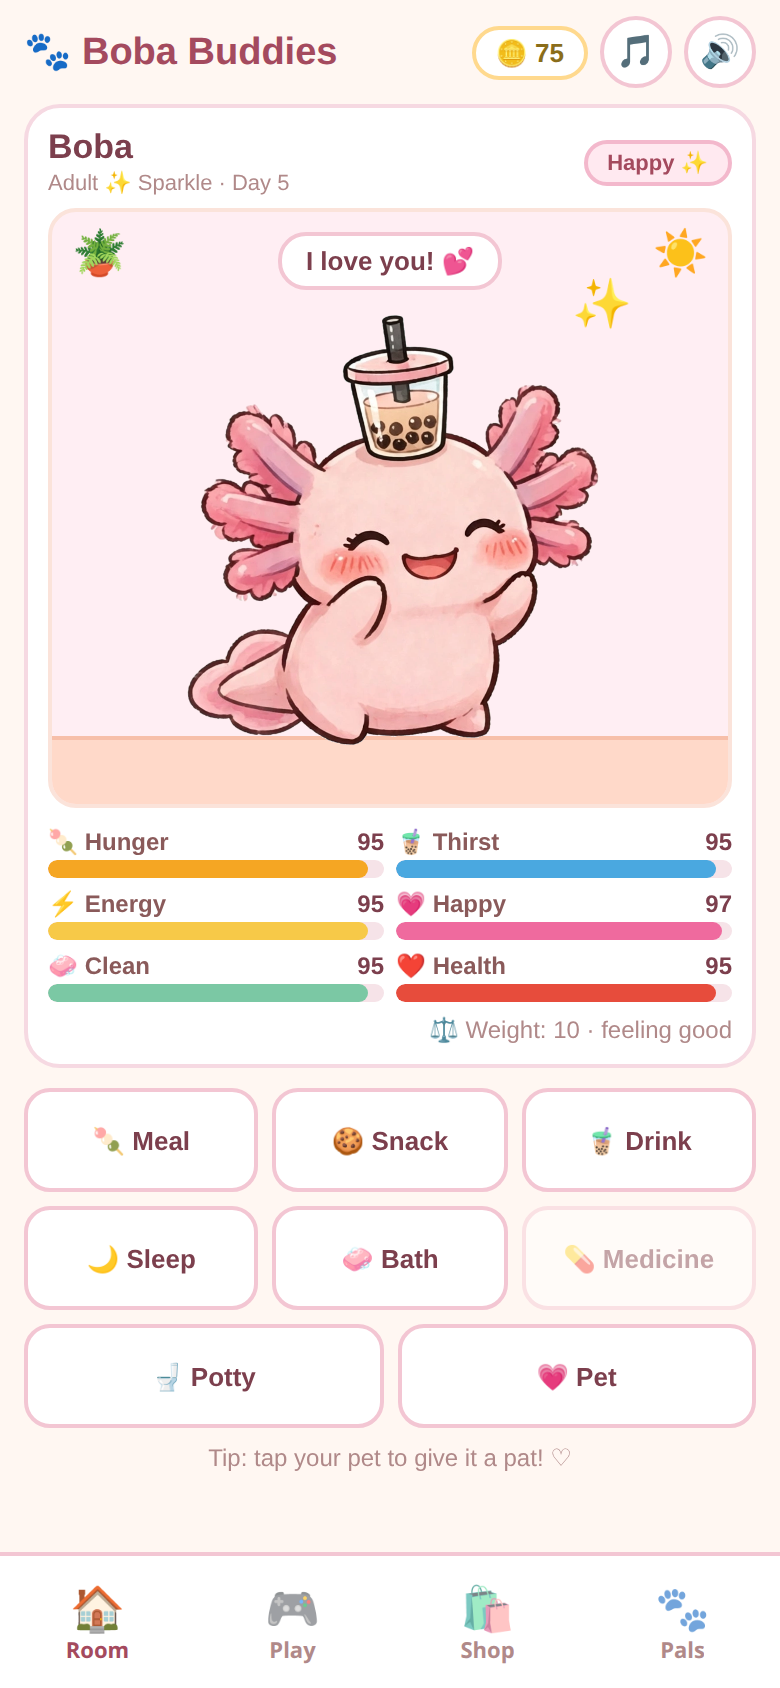 🐾 Boba Buddies
🪙 75
🎵
🔊
Boba
Adult ✨ Sparkle · Day 5
Happy ✨
I love you! 💕
🍡 Hunger 95
🧋 Thirst 95
⚡ Energy 95
💗 Happy 97
🧼 Clean 95
❤️ Health 95
⚖️ Weight: 10 · feeling good
🍡 Meal
🍪 Snack
🧋 Drink
🌙 Sleep
🧼 Bath
💊 Medicine
🚽 Potty
💗 Pet
Tip: tap your pet to give it a pat! ♡
Room
Play
Shop
Pals